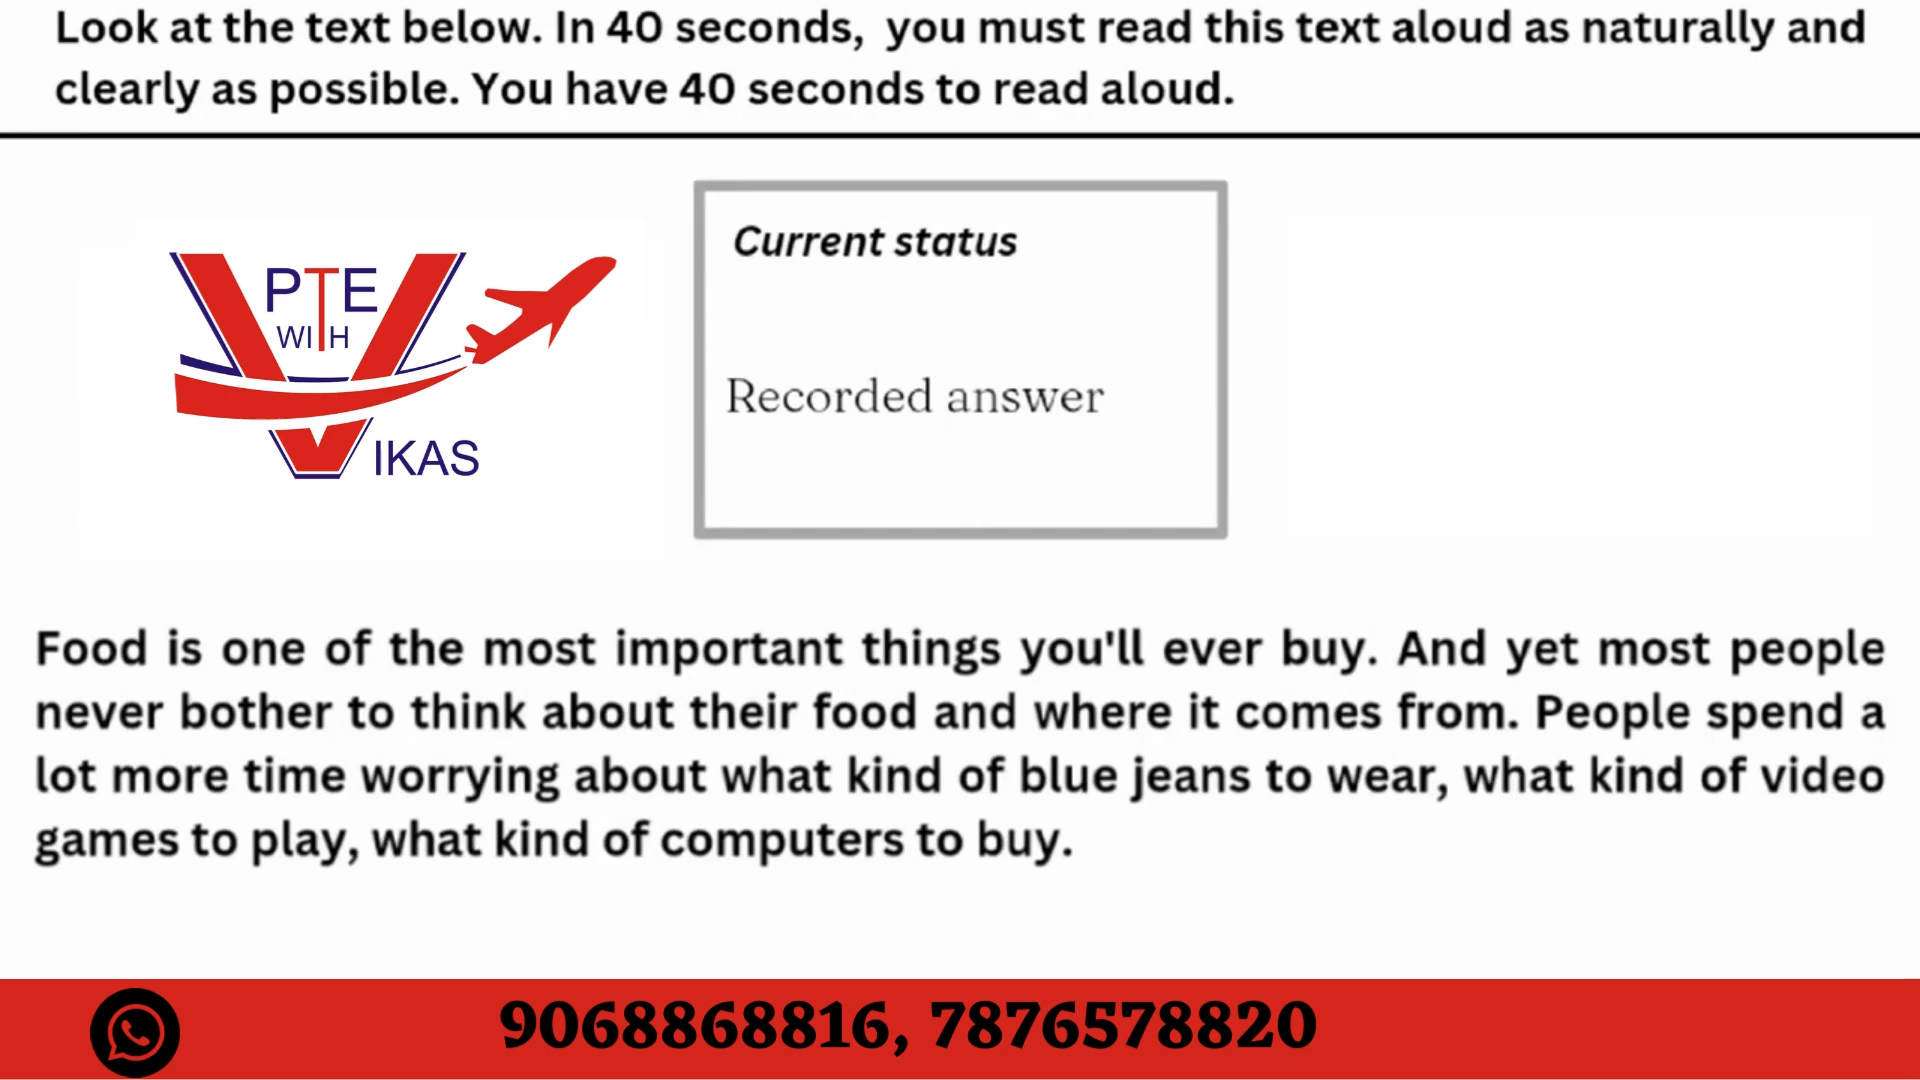 Look at the text below. In 40 seconds, you must read this text aloud as naturally and
clearly as possible. You have 40 seconds to read aloud.
PTE
WITH
VIKAS
Current status
Recorded answer
Food is one of the most important things you'll ever buy. And yet most people
never bother to think about their food and where it comes from. People spend a
lot more time worrying about what kind of blue jeans to wear, what kind of video
games to play, what kind of computers to buy.
9068868816, 7876578820